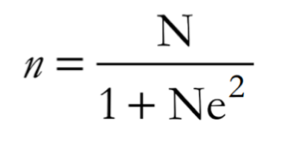 n = N / (1 + Ne²)